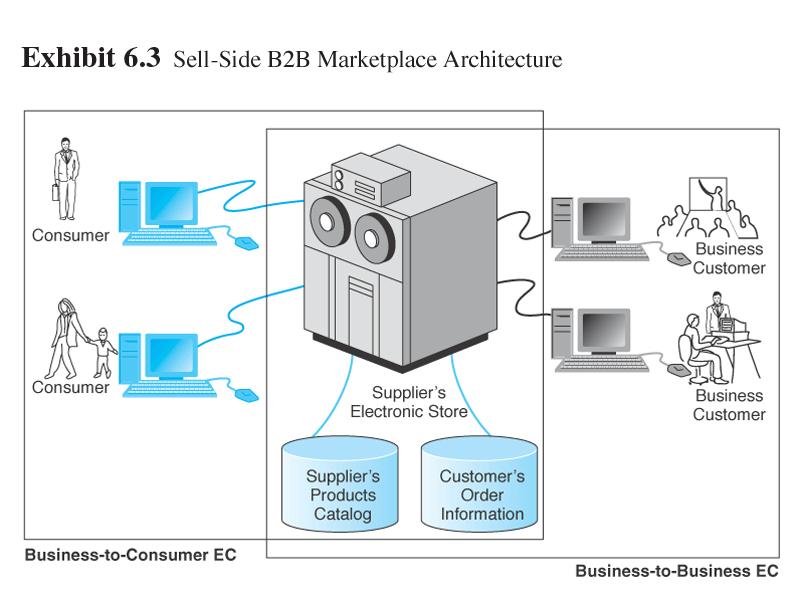 Exhibit 6.3 Sell-Side B2B Marketplace Architecture
Consumer
Consumer
Business
Customer
Business
Customer
Supplier's
Electronic Store
Supplier's
Products
Catalog
Customer's
Order
Information
Business-to-Consumer EC
Business-to-Business EC